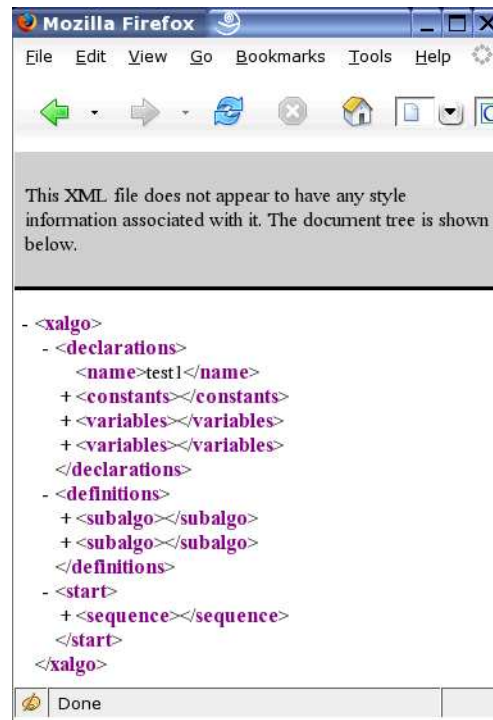 Mozilla Firefox
File Edit View Go Bookmarks Tools Help
This XML file does not appear to have any style
information associated with it. The document tree is shown
below.
- <xalgo>
- <declarations>
<name>test1</name>
+ <constants></constants>
+ <variables></variables>
+ <variables></variables>
</declarations>
- <definitions>
+ <subalgo></subalgo>
+ <subalgo></subalgo>
</definitions>
- <start>
+ <sequence></sequence>
</start>
</xalgo>
Done